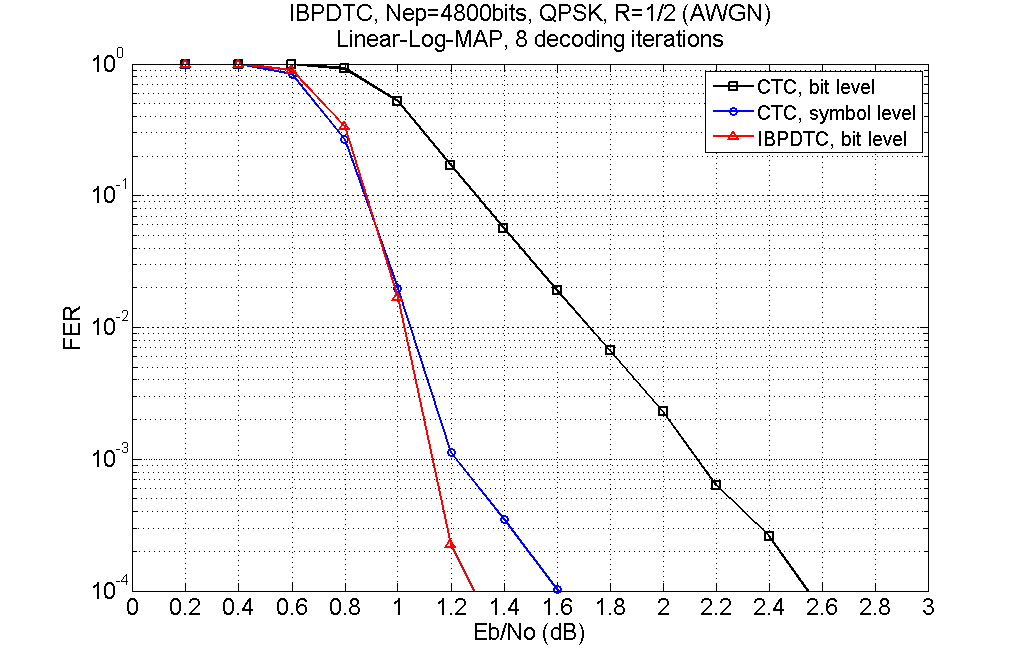 IBPDTC, Nep=4800bits, QPSK, R=1/2 (AWGN)
Linear-Log-MAP, 8 decoding iterations
CTC, bit level
CTC, symbol level
IBPDTC, bit level
FER
10^0
10^-1
10^-2
10^-3
10^-4
0 0.2 0.4 0.6 0.8 1 1.2 1.4 1.6 1.8 2 2.2 2.4 2.6 2.8 3
Eb/No (dB)